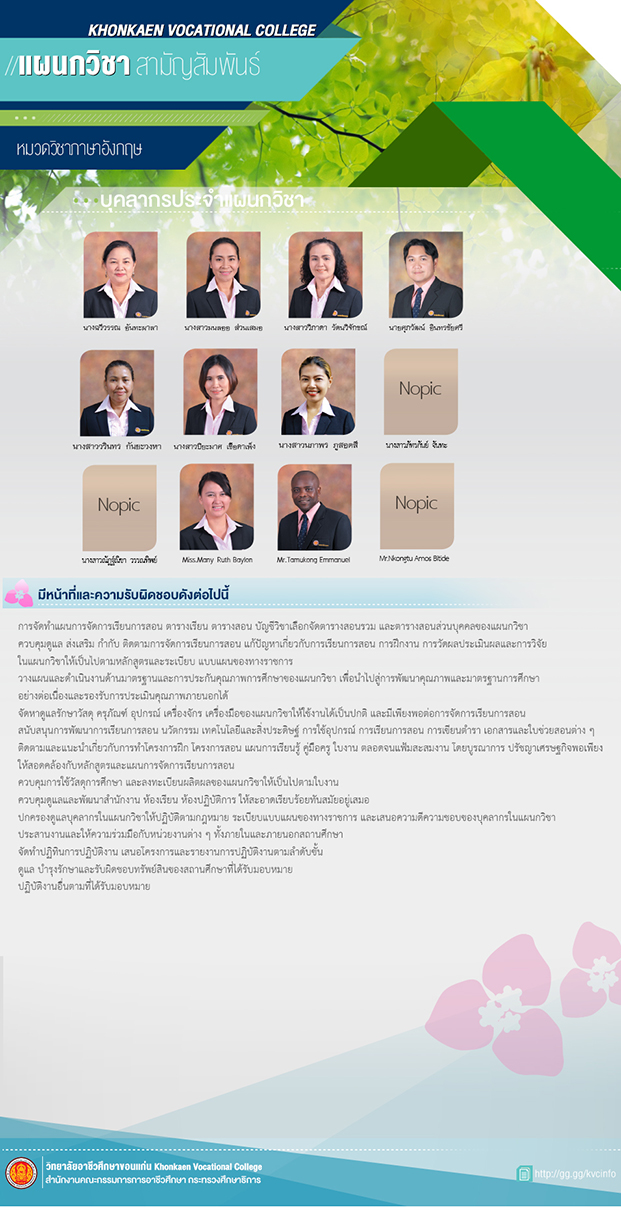 KHONKAEN VOCATIONAL COLLEGE
//แผนกวิชา สามัญสัมพันธ์
หมวดวิชาภาษาอังกฤษ
บุคลากรประจำแผนกวิชา
นางสาวมนลออ ส่วนเสมอ
นางสาววิภาดา รัตนวิจักขณ์
นายศุภวัฒน์ อินทรชัยศรี
นางสาววรินทร กันยะวงหา
นางสาวปิยะมาศ เชื้อคาเพ็ง
นางสาวนภาพร ภูสอดสี
Nopic
Nopic
Nopic
Miss.Many Ruth Baylon
Mr.Tamukong Emmanuel
Mr.Nkongtu Amos Bitide
มีหน้าที่และความรับผิดชอบดังต่อไปนี้
การจัดทำแผนการจัดการเรียนการสอน ตารางเรียน ตารางสอน บัญชีวิชาเลือกจัดตารางสอนรวม และตารางสอนส่วนบุคคลของแผนกวิชา
ควบคุมดูแล ส่งเสริม กำกับ ติดตามการจัดการเรียนการสอน แก้ปัญหาเกี่ยวกับการเรียนการสอน การฝึกงาน การวัดผลประเมินผลและการวิจัย
ในแผนกวิชาให้เป็นไปตามหลักสูตรและระเบียบ แบบแผนของทางราชการ
วางแผนและดำเนินงานด้านมาตรฐานและการประกันคุณภาพการศึกษาของแผนกวิชา เพื่อนำไปสู่การพัฒนาคุณภาพและมาตรฐานการศึกษา
อย่างต่อเนื่องและรองรับการประเมินคุณภาพภายนอกได้
จัดหาดูแลรักษาวัสดุ ครุภัณฑ์ อุปกรณ์ เครื่องจักร เครื่องมือของแผนกวิชาให้ใช้งานได้เป็นปกติ และมีเพียงพอต่อการจัดการเรียนการสอน
สนับสนุนการพัฒนาการเรียนการสอน นวัตกรรม เทคโนโลยีและสิ่งประดิษฐ์ การใช้อุปกรณ์ การเรียนการสอน การเขียนตำรา เอกสารและใบช่วยสอนต่าง ๆ
ติดตามและแนะนำเกี่ยวกับการทำโครงการฝึก โครงการสอน แผนการเรียนรู้ คู่มือครู ใบงาน ตลอดจนแฟ้มสะสมงาน โดยบูรณาการ ปรัชญาเศรษฐกิจพอเพียง
ให้สอดคล้องกับหลักสูตรและแผนการจัดการเรียนการสอน
ควบคุมการใช้วัสดุการศึกษา และลงทะเบียนผลิตผลของแผนกวิชาให้เป็นไปตามใบงาน
ควบคุมดูแลและพัฒนาสำนักงาน ห้องเรียน ห้องปฏิบัติการ ให้สะอาดเรียบร้อยทันสมัยอยู่เสมอ
ปกครองดูแลบุคลากรในแผนกวิชาให้ปฏิบัติตามกฎหมาย ระเบียบแบบแผนของทางราชการ และเสนอความดีความชอบของบุคลากรในแผนกวิชา
ประสานงานและให้ความร่วมมือกับหน่วยงานต่าง ๆ ทั้งภายในและภายนอกสถานศึกษา
จัดทำปฏิทินการปฏิบัติงาน เสนอโครงการและรายงานการปฏิบัติงานตามลำดับชั้น
ดูแล บำรุงรักษาและรับผิดชอบทรัพย์สินของสถานศึกษาที่ได้รับมอบหมาย
ปฏิบัติงานอื่นตามที่ได้รับมอบหมาย
วิทยาลัยอาชีวศึกษาขอนแก่น Khonkaen Vocational College
สำนักงานคณะกรรมการการอาชีวศึกษา กระทรวงศึกษาธิการ
http://gg.gg/kvcinfo